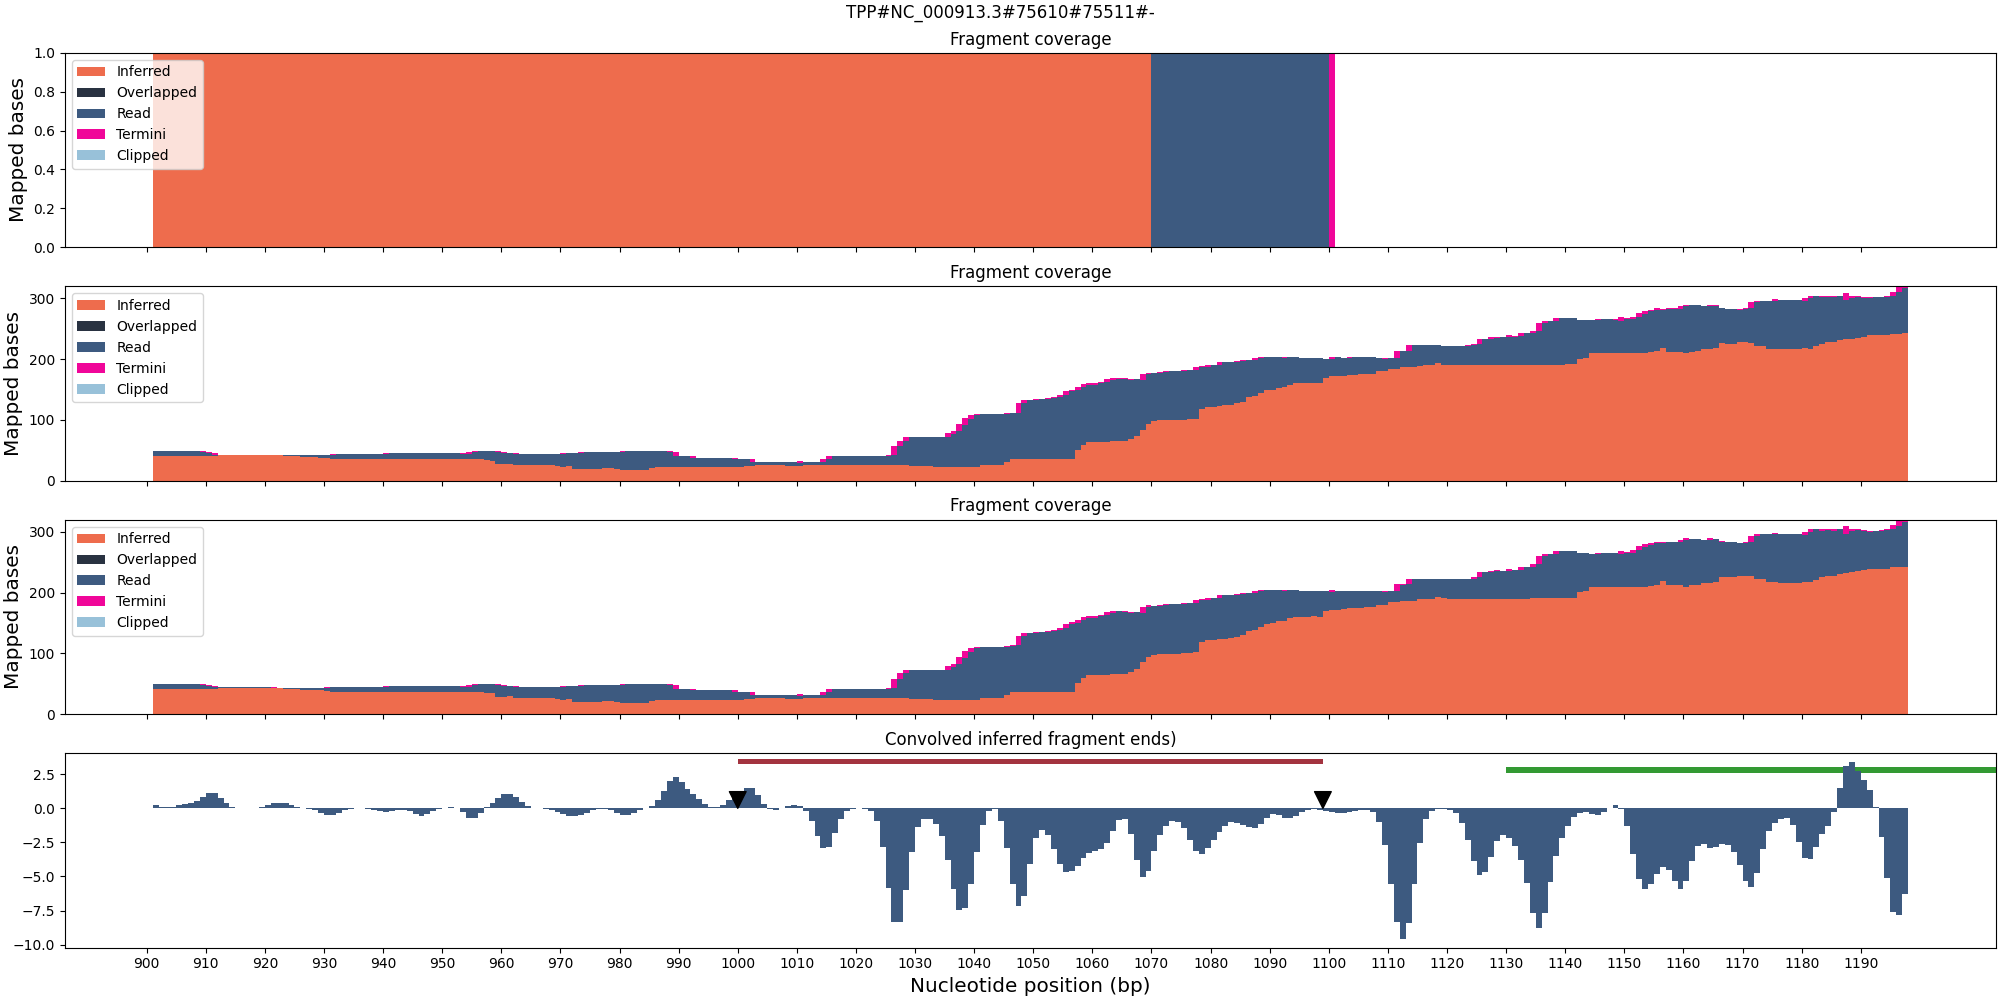 TPP#NC_000913.3#75610#75511#-
Fragment coverage
Mapped bases
1.0
0.8
0.6
0.4
0.2
0.0
Inferred
Overlapped
Read
Termini
Clipped
Fragment coverage
Mapped bases
300
200
100
0
Inferred
Overlapped
Read
Termini
Clipped
Fragment coverage
Mapped bases
300
200
100
0
Inferred
Overlapped
Read
Termini
Clipped
Convolved inferred fragment ends)
2.5
0.0
−2.5
−5.0
−7.5
−10.0
900 910 920 930 940 950 960 970 980 990 1000 1010 1020 1030 1040 1050 1060 1070 1080 1090 1100 1110 1120 1130 1140 1150 1160 1170 1180 1190
Nucleotide position (bp)